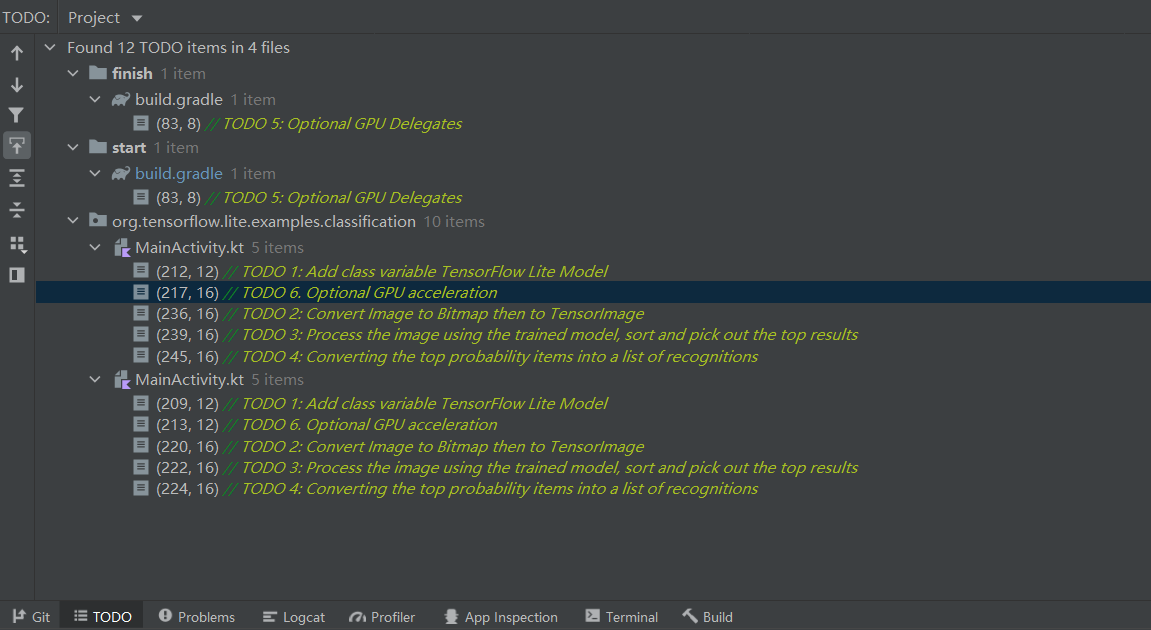 TODO: Project
Found 12 TODO items in 4 files
finish 1 item
build.gradle 1 item
(83, 8) // TODO 5: Optional GPU Delegates
start 1 item
build.gradle 1 item
(83, 8) // TODO 5: Optional GPU Delegates
org.tensorflow.lite.examples.classification 10 items
MainActivity.kt 5 items
(212, 12) // TODO 1: Add class variable TensorFlow Lite Model
(217, 16) // TODO 6. Optional GPU acceleration
(236, 16) // TODO 2: Convert Image to Bitmap then to TensorImage
(239, 16) // TODO 3: Process the image using the trained model, sort and pick out the top results
(245, 16) // TODO 4: Converting the top probability items into a list of recognitions
MainActivity.kt 5 items
(209, 12) // TODO 1: Add class variable TensorFlow Lite Model
(213, 12) // TODO 6. Optional GPU acceleration
(220, 16) // TODO 2: Convert Image to Bitmap then to TensorImage
(222, 16) // TODO 3: Process the image using the trained model, sort and pick out the top results
(224, 16) // TODO 4: Converting the top probability items into a list of recognitions
Git TODO Problems Logcat Profiler App Inspection Terminal Build